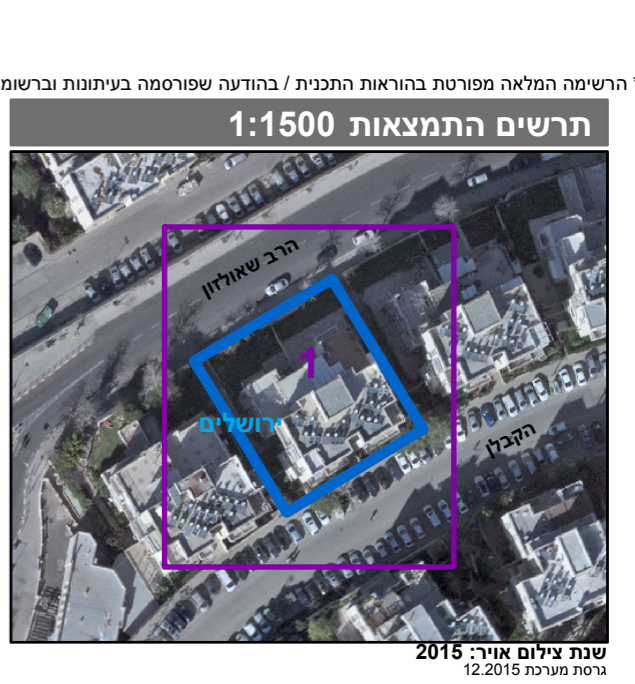 * הרשימה המלאה מפורטת בהוראות התכנית / בהודעה שפורסמה בעיתונות וברשומ
תרשים התמצאות 1:1500
הרב שאולזון
1
ירושלים
הקבלן
שנת צילום אויר: 2015
גרסת מערכת 12.2015